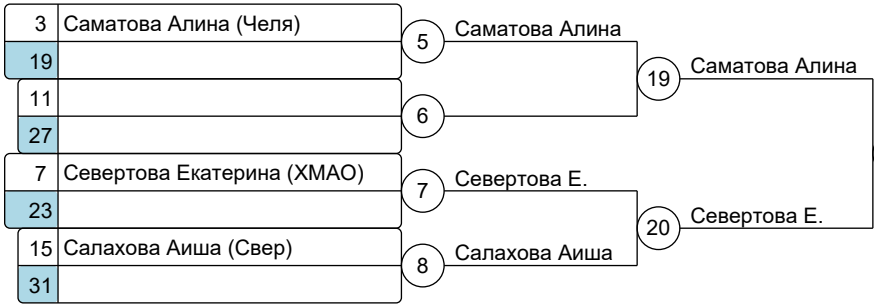 3 Саматова Алина (Челя)
19
5 Саматова Алина
11
27
6
19 Саматова Алина
7 Севертова Екатерина (ХМАО)
23
7 Севертова Е.
15 Салахова Аиша (Свер)
31
8 Салахова Аиша
20 Севертова Е.